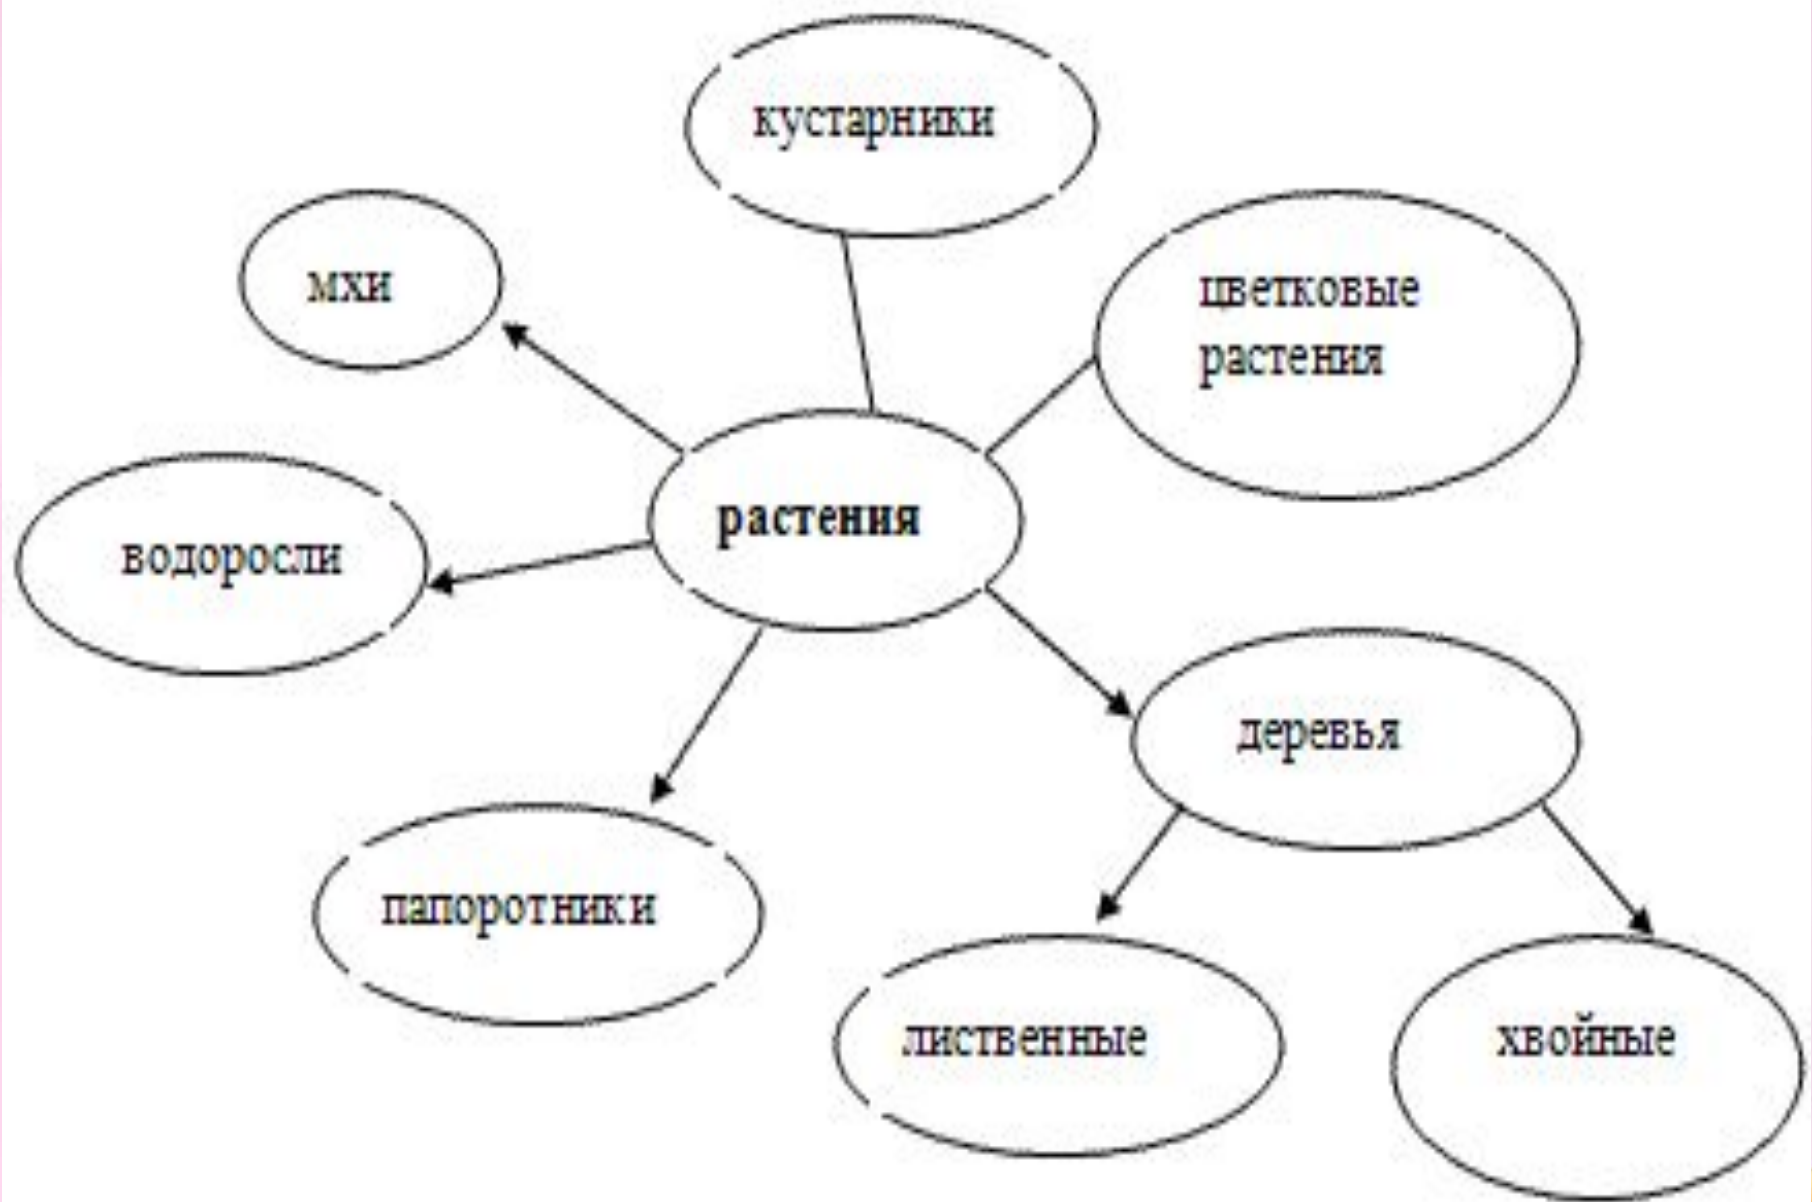 кустарники
мхи
цветковые
растения
растения
водоросли
деревья
папоротники
лиственные
хвойные